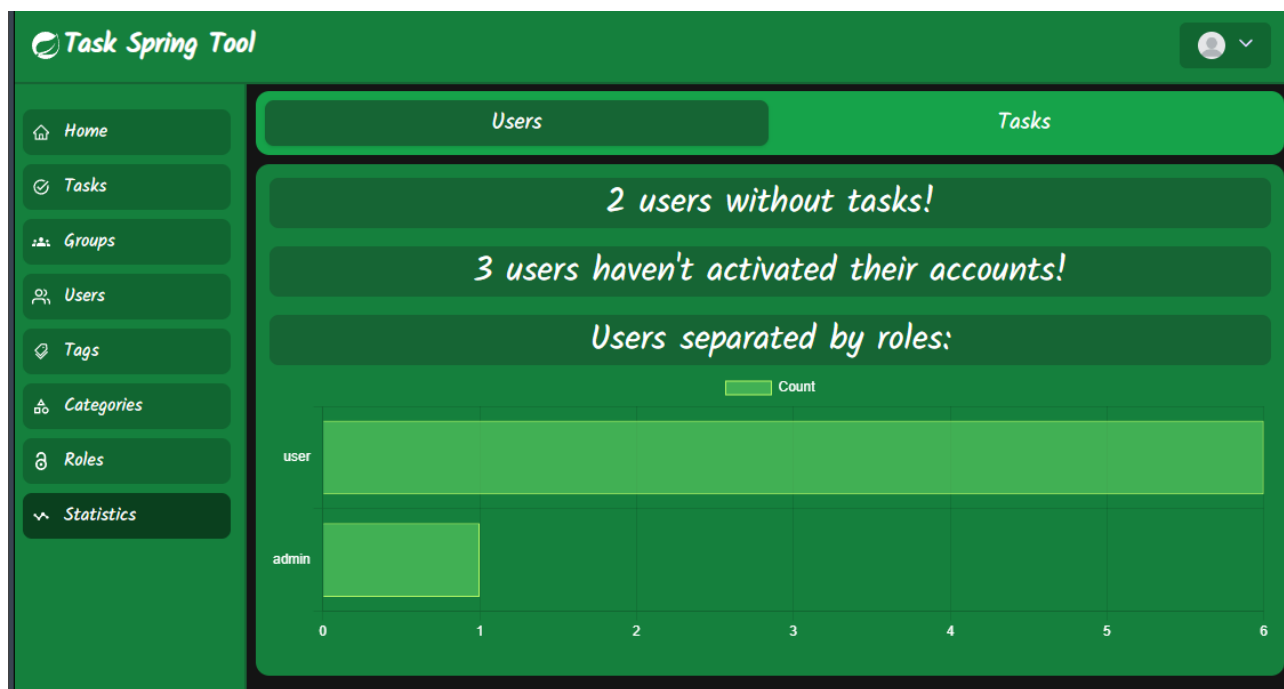 Task Spring Tool
Home
Tasks
Groups
Users
Tags
Categories
Roles
Statistics
Users Tasks
2 users without tasks!
3 users haven't activated their accounts!
Users separated by roles:
Count
user
admin
0 1 2 3 4 5 6